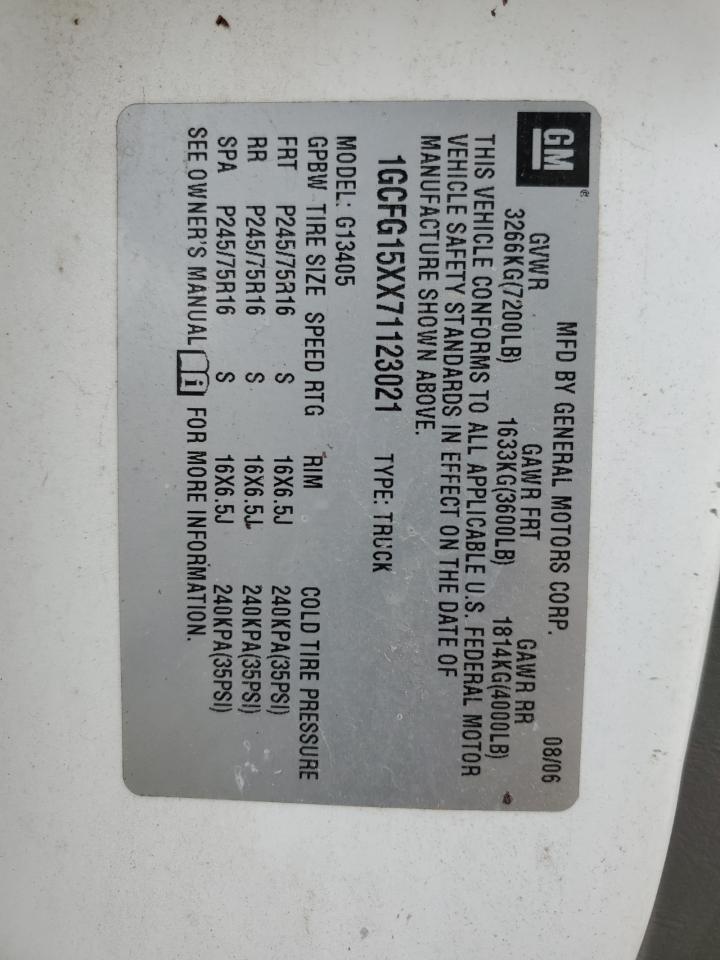 GM®
MFD BY GENERAL MOTORS CORP. 08/06
GVWR GAWR FRT GAWR RR
3266KG(7200LB) 1633KG(3600LB) 1814KG(4000LB)
THIS VEHICLE CONFORMS TO ALL APPLICABLE U.S. FEDERAL MOTOR
VEHICLE SAFETY STANDARDS IN EFFECT ON THE DATE OF
MANUFACTURE SHOWN ABOVE.
1GCFG15XX71123021 TYPE: TRUCK
MODEL: G13405
GPBW TIRE SIZE SPEED RTG RIM COLD TIRE PRESSURE
FRT P245/75R16 S 16X6.5J 240KPA(35PSI)
RR P245/75R16 S 16X6.5J 240KPA(35PSI)
SPA P245/75R16 S 16X6.5J 240KPA(35PSI)
SEE OWNER'S MANUAL FOR MORE INFORMATION.